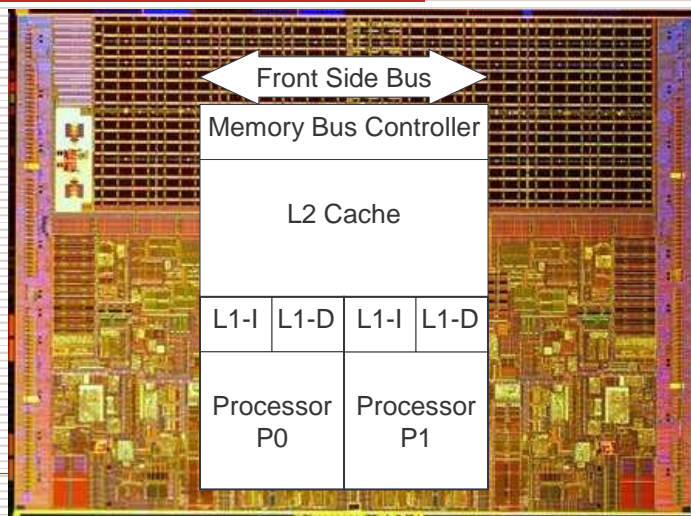 Front Side Bus
Memory Bus Controller
L2 Cache
L1-I L1-D L1-I L1-D
Processor Processor
P0 P1